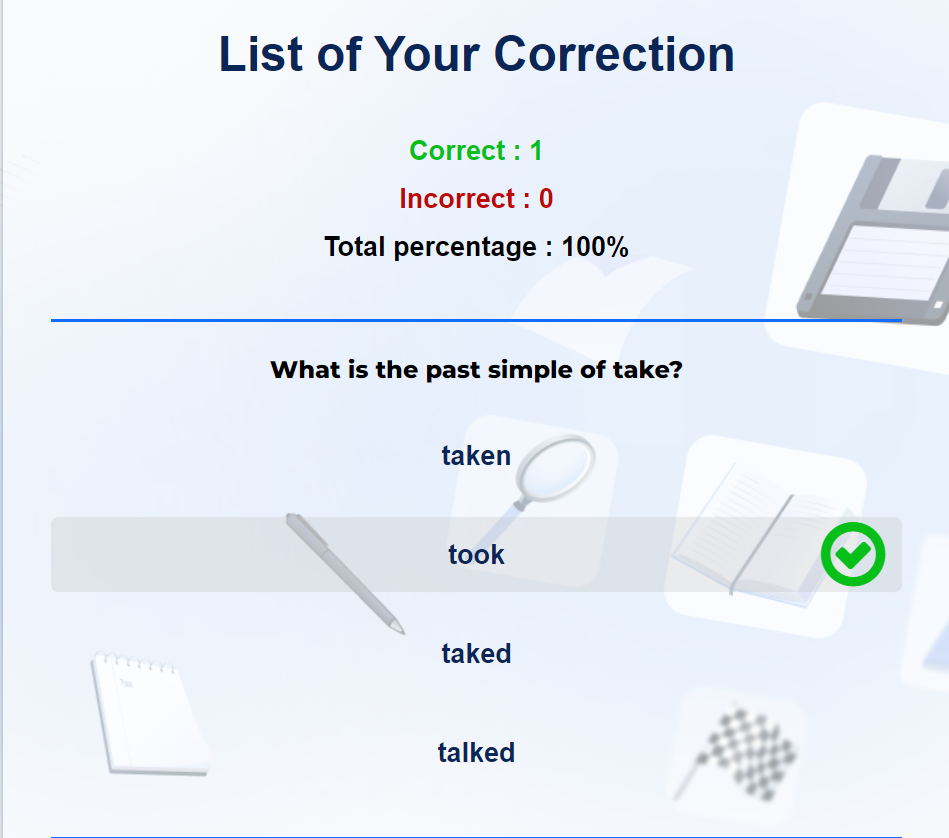 List of Your Correction
Correct : 1
Incorrect : 0
Total percentage : 100%
What is the past simple of take?
taken
took
taked
talked